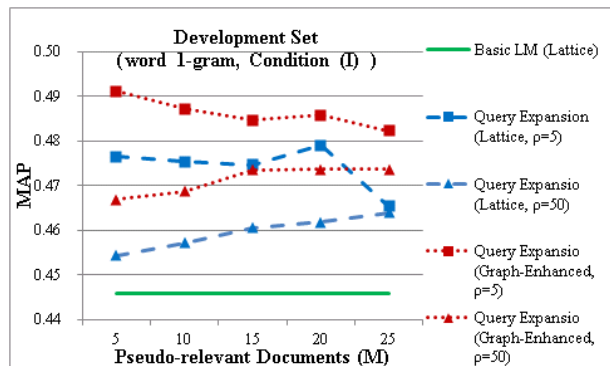 Development Set
(word 1-gram, Condition (I) )
MAP
0.50
0.49
0.48
0.47
0.46
0.45
0.44
5 10 15 20 25
Pseudo-relevant Documents (M)
Basic LM (Lattice)
Query Expansion
(Lattice, ρ=5)
Query Expansio
(Lattice, ρ=50)
Query Expansio
(Graph-Enhanced,
ρ=5)
Query Expansio
(Graph-Enhanced,
ρ=50)